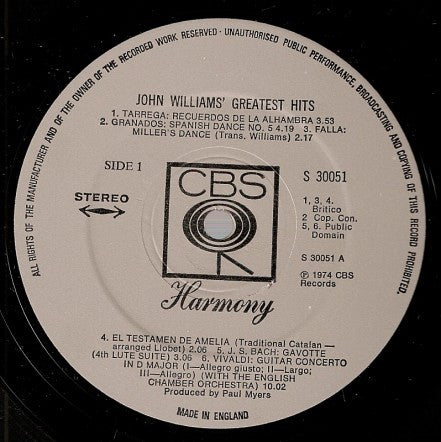 ALL RIGHTS OF THE MANUFACTURER AND OF THE OWNER OF THE RECORDED WORK RESERVED · UNAUTHORISED PUBLIC PERFORMANCE, BROADCASTING AND COPYING OF THIS RECORD PROHIBITED.
JOHN WILLIAMS' GREATEST HITS
1. TARREGA: RECUERDOS DE LA ALHAMBRA 3.53
2. GRANADOS: SPANISH DANCE NO. 5 4.19 3. FALLA:
MILLER'S DANCE (Trans. Williams) 2.17
SIDE 1
STEREO
CBS
S 30051
1, 3, 4.
Britico
2 Cop. Con.
5, 6. Public
Domain
S 30051 A
℗ 1974 CBS
Records
Harmony
4. EL TESTAMEN DE AMELIA (Traditional Catalan –
arranged Llobet) 2.06 5. J. S. BACH: GAVOTTE
(4th LUTE SUITE) 3.06 6. VIVALDI: GUITAR CONCERTO
IN D MAJOR (I—Allegro giusto; II—Largo;
III—Allegro) (WITH THE ENGLISH
CHAMBER ORCHESTRA) 10.02
Produced by Paul Myers
MADE IN ENGLAND